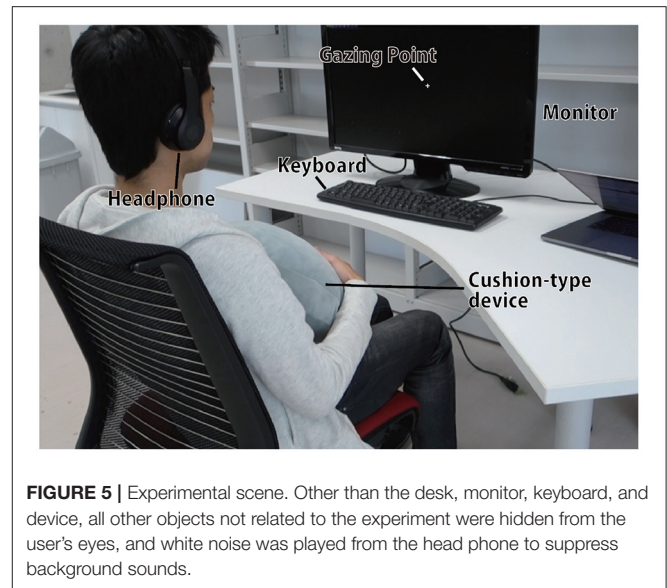 Gazing Point
Monitor
Keyboard
Headphone
Cushion-type
device
FIGURE 5 | Experimental scene. Other than the desk, monitor, keyboard, and
device, all other objects not related to the experiment were hidden from the
user's eyes, and white noise was played from the head phone to suppress
background sounds.